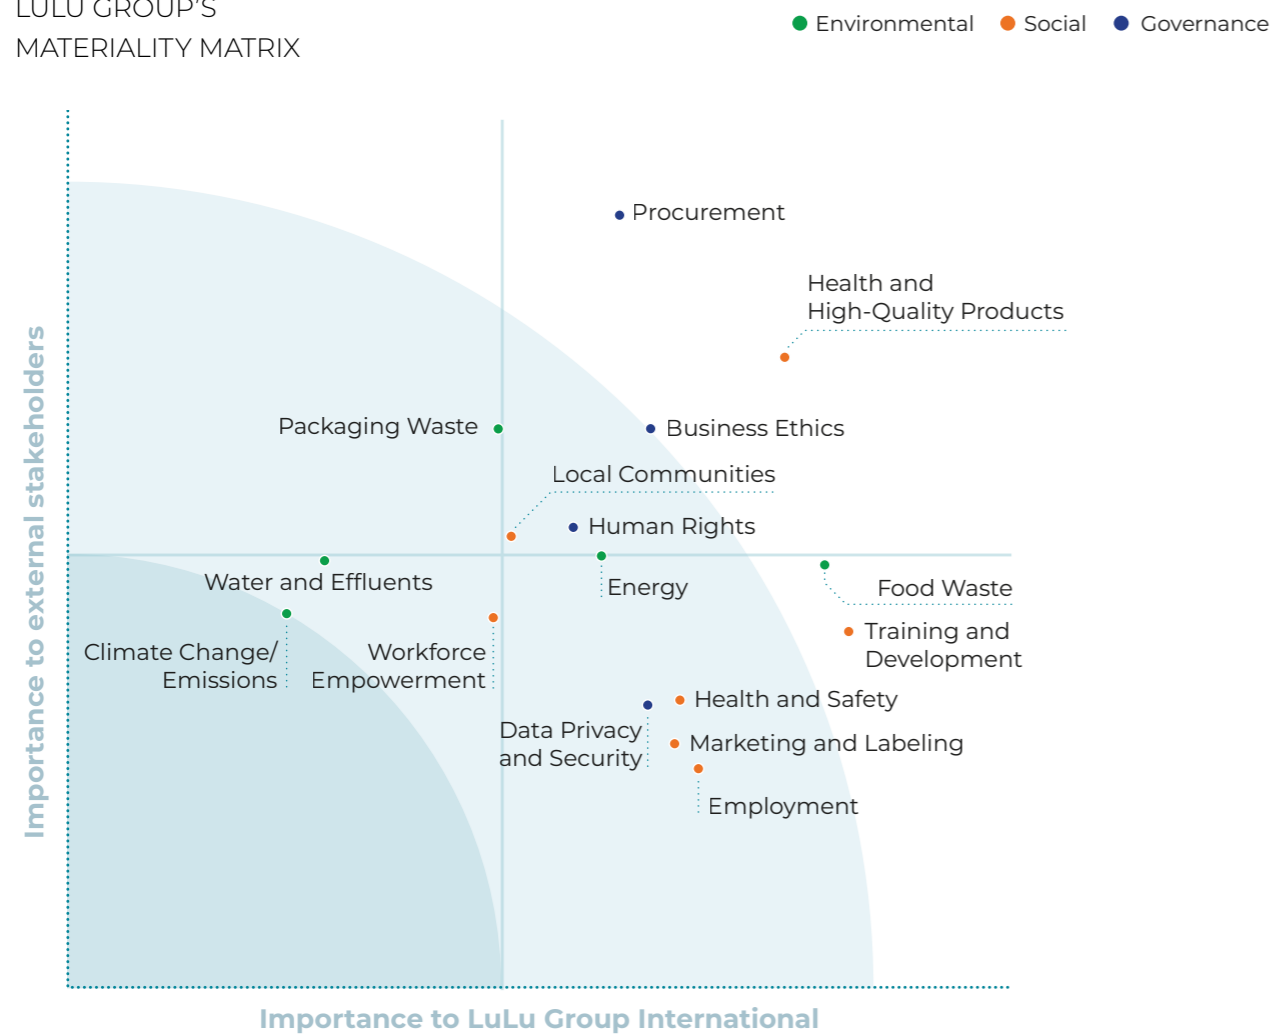 LULU GROUP'S
MATERIALITY MATRIX
Environmental
Social
Governance
Importance to external stakeholders
Procurement
Health and
High-Quality Products
Packaging Waste
Business Ethics
Local Communities
Human Rights
Water and Effluents
Energy
Food Waste
Climate Change/
Emissions
Workforce
Empowerment
Training and
Development
Health and Safety
Data Privacy
and Security
Marketing and Labeling
Employment
Importance to LuLu Group International